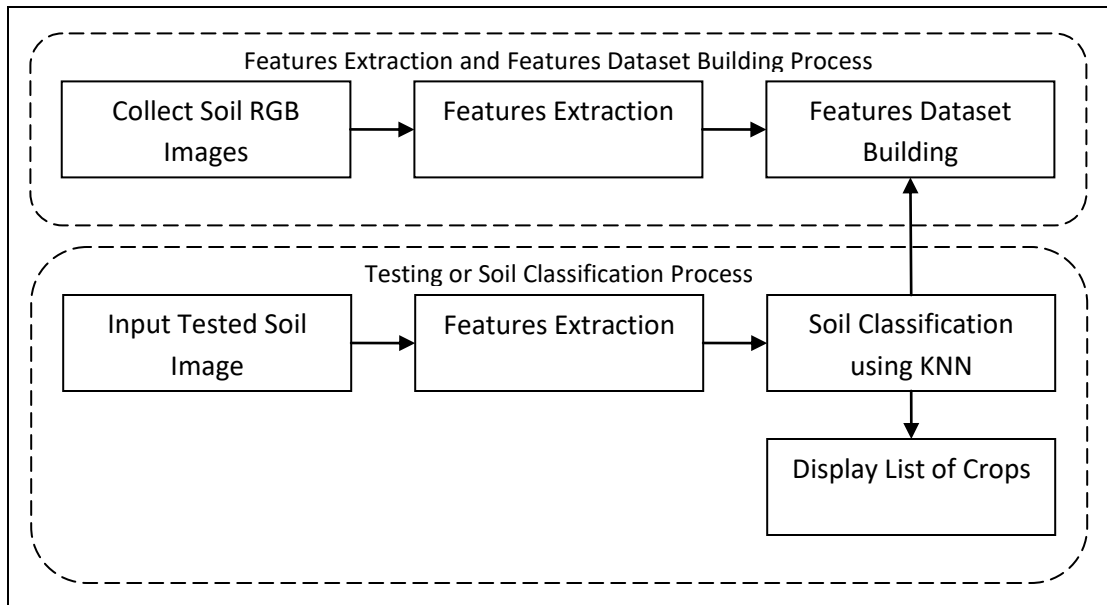 Features Extraction and Features Dataset Building Process
Collect Soil RGB
Images
Features Extraction
Features Dataset
Building
Testing or Soil Classification Process
Input Tested Soil
Image
Features Extraction
Soil Classification
using KNN
Display List of Crops